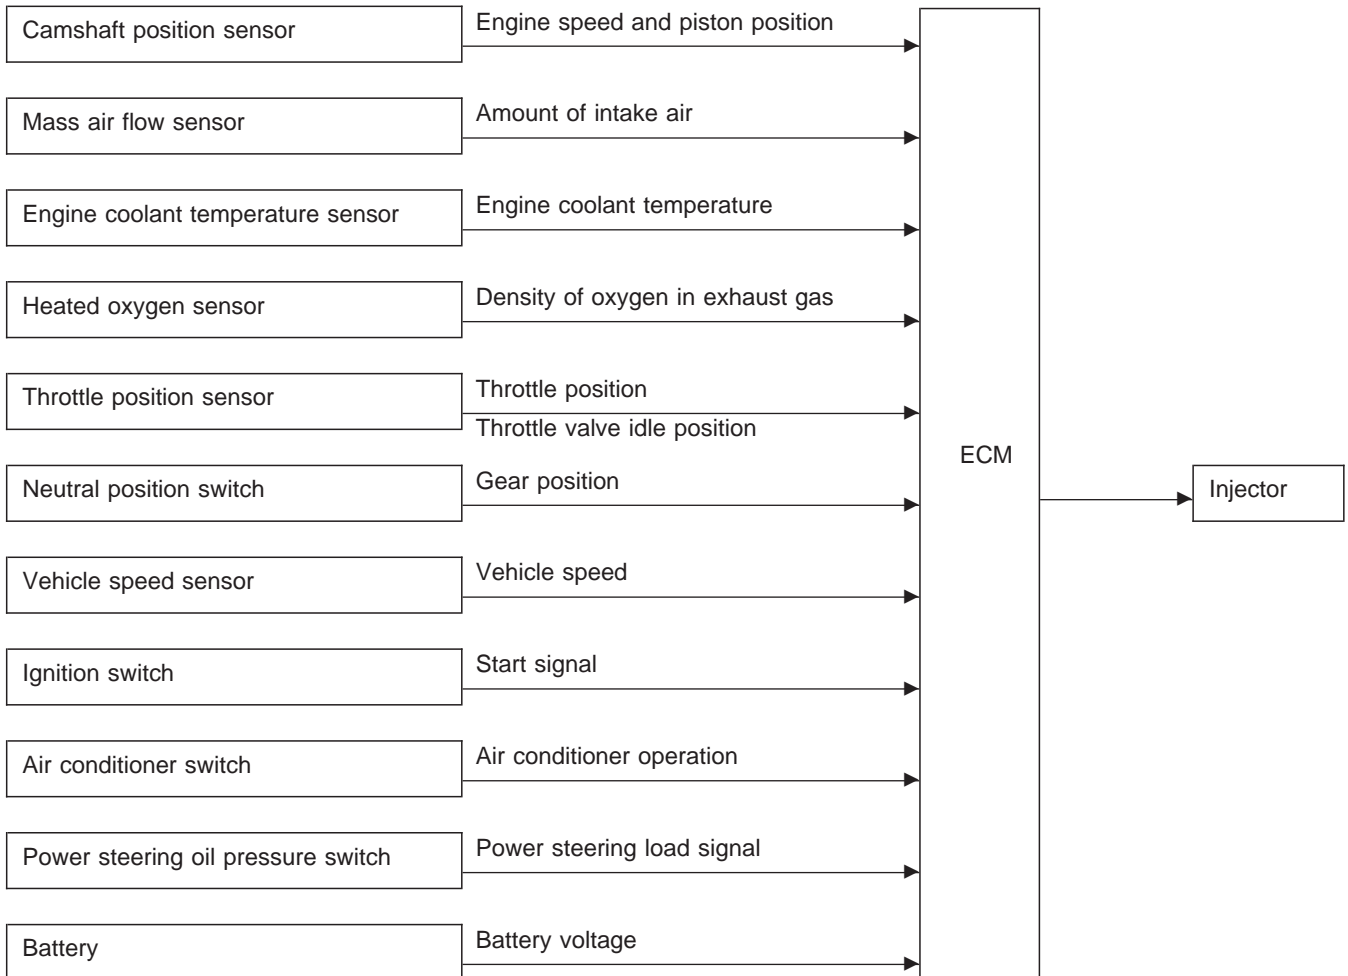 Camshaft position sensor
Engine speed and piston position
Mass air flow sensor
Amount of intake air
Engine coolant temperature sensor
Engine coolant temperature
Heated oxygen sensor
Density of oxygen in exhaust gas
Throttle position sensor
Throttle position
Throttle valve idle position
Neutral position switch
Gear position
Vehicle speed sensor
Vehicle speed
Ignition switch
Start signal
Air conditioner switch
Air conditioner operation
Power steering oil pressure switch
Power steering load signal
Battery
Battery voltage
ECM
Injector